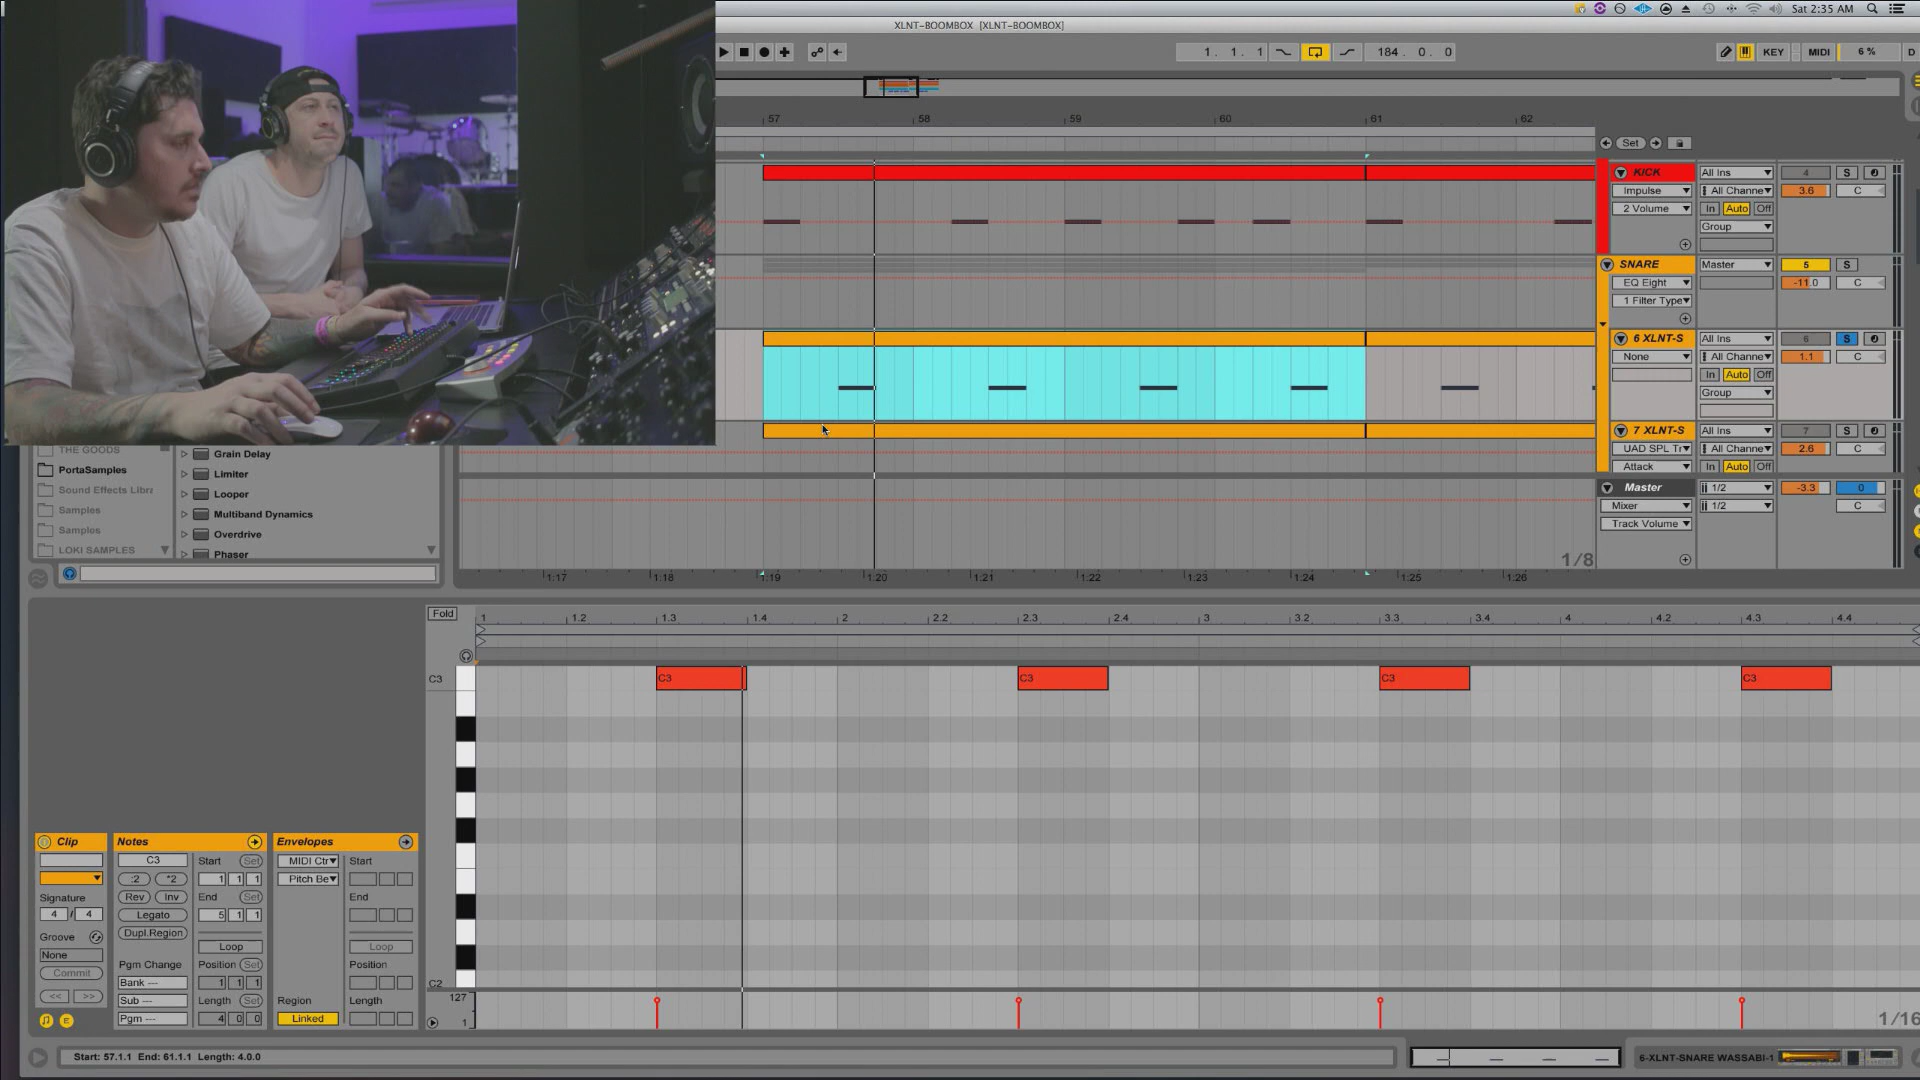 Sat 2:35 AM
XLNT-BOOMBOX [XLNT-BOOMBOX]
1. 1. 1
184. 0. 0
KEY
MIDI
6 %
D
57
58
59
60
61
62
Set
KICK
All Ins
4
S
Impulse
All Channe
3.6
C
2 Volume
In
Auto
Off
Group
SNARE
Master
5
S
EQ Eight
-11.0
C
1 Filter Type
6 XLNT-S
All Ins
6
S
None
All Channe
1.1
C
In
Auto
Off
Group
7 XLNT-S
All Ins
7
S
UAD SPL Tr
All Channe
2.6
C
Attack
In
Auto
Off
Master
1/2
-3.3
0
Mixer
1/2
C
Track Volume
1/8
1:17
1:18
1:19
1:20
1:21
1:22
1:23
1:24
1:25
1:26
THE GOODS
PortaSamples
Sound Effects Libra
Samples
Samples
LOKI SAMPLES
Grain Delay
Limiter
Looper
Multiband Dynamics
Overdrive
Phaser
Fold
1
1.2
1.3
1.4
2
2.2
2.3
2.4
3
3.2
3.3
3.4
4
4.2
4.3
4.4
C3
C3
C3
C3
C3
C2
127
1
1/16
Clip
Signature
4 / 4
Groove
None
Commit
<<
>>
Notes
C3
:2
*2
Rev
Inv
Legato
Dupl.Region
Pgm Change
Bank ---
Sub ---
Pgm ---
Start
Set
1 1 1
End
Set
5 1 1
Loop
Position
Set
1 1 1
Length
Set
4 0 0
Envelopes
MIDI Ctr
Pitch Be
Region
Linked
Start
End
Loop
Position
Length
Start: 57.1.1 End: 61.1.1 Length: 4.0.0
6-XLNT-SNARE WASSABI-1